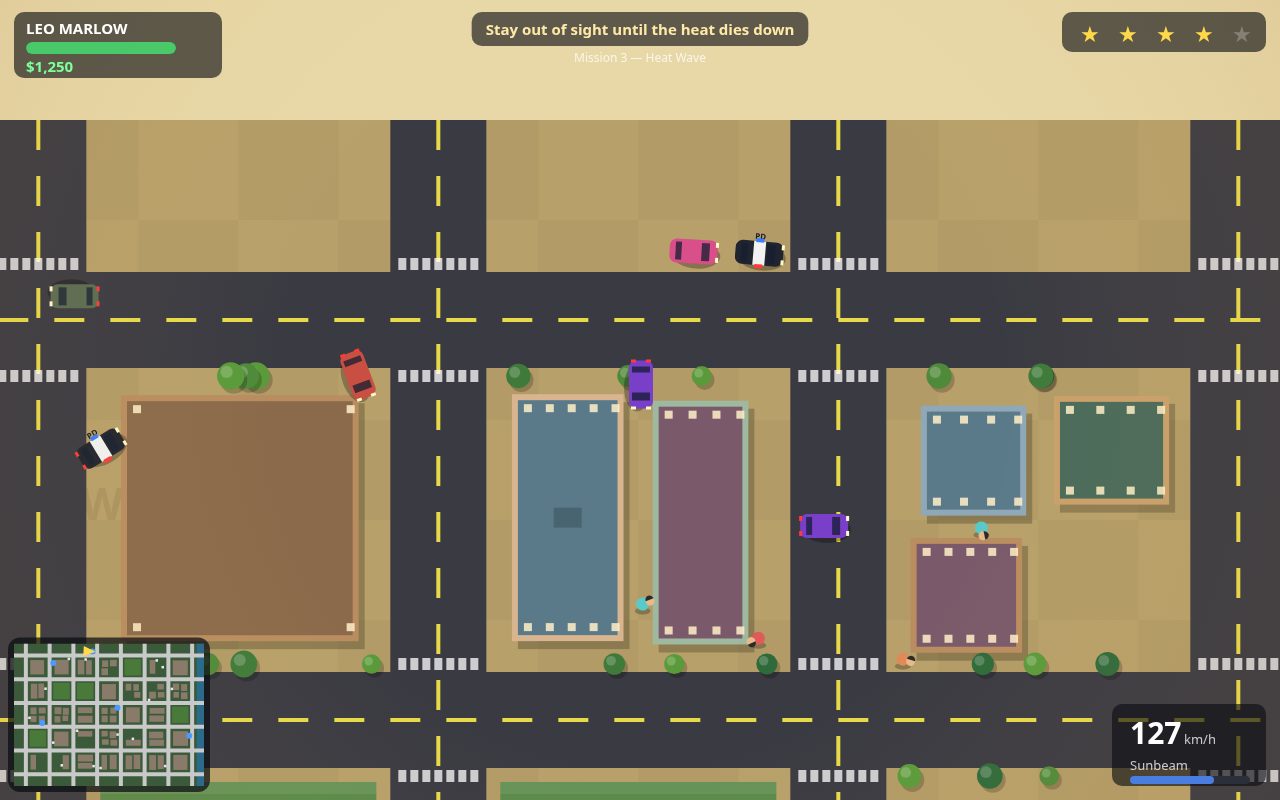 LEO MARLOW
$1,250
Stay out of sight until the heat dies down
Mission 3 — Heat Wave
PD
PD
127 km/h
Sunbeam